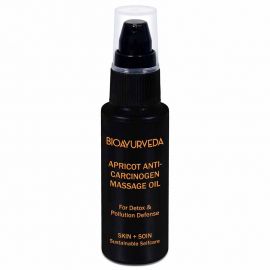 BIOAYURVEDA
APRICOT ANTI-
CARCINOGEN
MASSAGE OIL
For Detox &
Pollution Defense
SKIN + SOIN
Sustainable Selfcare